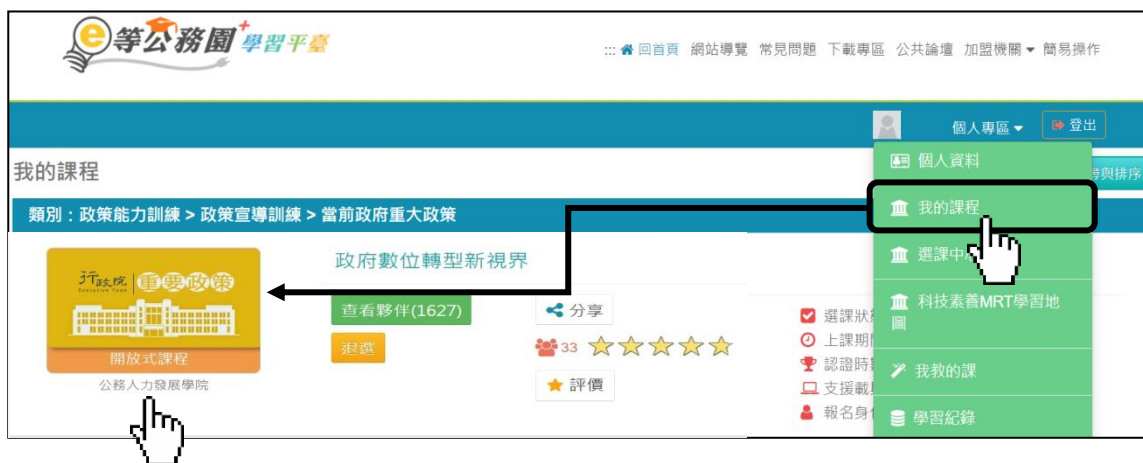 e等公務園+學習平臺
::: 回首頁 網站導覽 常見問題 下載專區 公共論壇 加盟機關 簡易操作
個人專區 登出
我的課程
個人資料
與排序
類別：政策能力訓練 > 政策宣導訓練 > 當前政府重大政策
我的課程
選課中
行政院 重要政策
Executive Yuan
政府數位轉型新視界
科技素養MRT學習地
圖
查看夥伴(1627)
分享
選課狀
退選
33
上課期
開放式課程
認證時
我教的課
公務人力發展學院
評價
支援載
報名身
學習紀錄